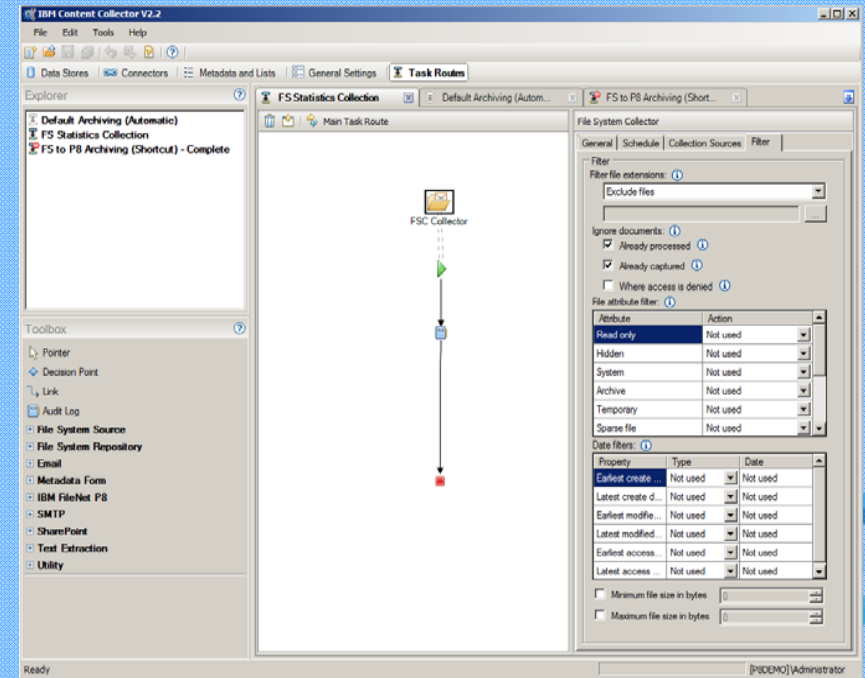 IBM Content Collector V2.2
File Edit Tools Help
Data Stores Connectors Metadata and Lists General Settings Task Routes
Explorer
Default Archiving (Automatic)
FS Statistics Collection
FS to P8 Archiving (Shortcut) - Complete
Toolbox
Pointer
Decision Point
Link
Audit Log
File System Source
File System Repository
Email
Metadata Form
IBM FileNet P8
SMTP
SharePoint
Text Extraction
Utility
FS Statistics Collection Default Archiving (Autom... FS to P8 Archiving (Short...
Main Task Route
FSC Collector
File System Collector
General Schedule Collection Sources Filter
Filter
Filter file extensions:
Exclude files
...
Ignore documents:
Already processed
Already captured
Where access is denied
File attribute filter:
Attribute Action
Read only Not used
Hidden Not used
System Not used
Archive Not used
Temporary Not used
Sparse file Not used
Date filters:
Property Type Date
Earliest create ... Not used Not used
Latest create d... Not used Not used
Earliest modifie... Not used Not used
Latest modified... Not used Not used
Earliest access... Not used Not used
Latest access ... Not used Not used
Minimum file size in bytes 0
Maximum file size in bytes 0
Ready [P8DEMO]\Administrator